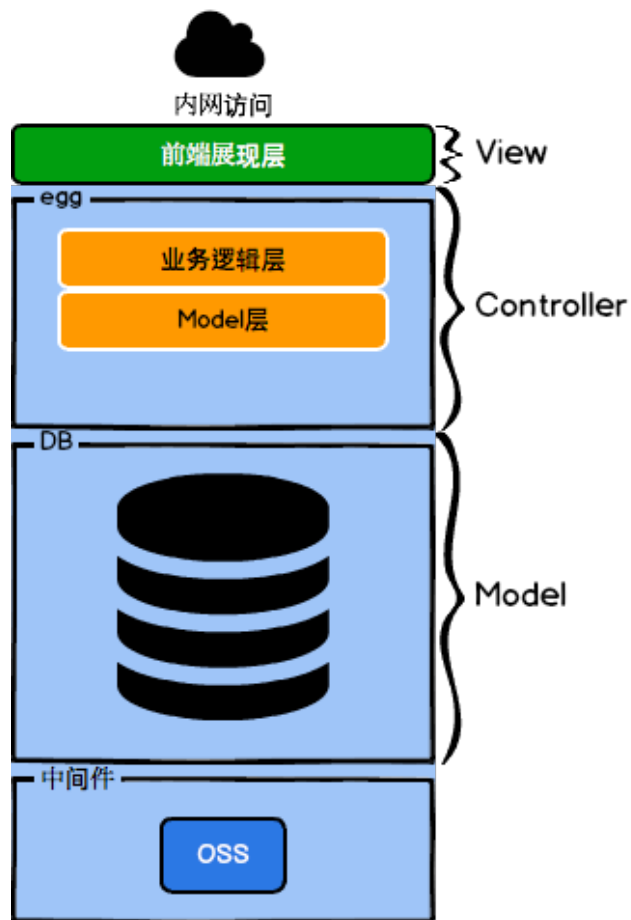 内网访问
前端展现层
View
egg
业务逻辑层
Model层
Controller
DB
Model
中间件
OSS